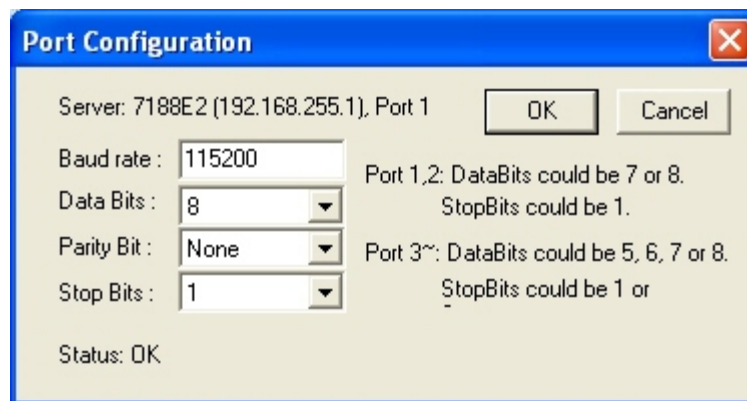 Port Configuration
Server: 7188E2 (192.168.255.1), Port 1
OK
Cancel
Baud rate : 115200
Data Bits : 8
Parity Bit : None
Stop Bits : 1
Port 1,2: DataBits could be 7 or 8.
StopBits could be 1.
Port 3~: DataBits could be 5, 6, 7 or 8.
StopBits could be 1 or
Status: OK